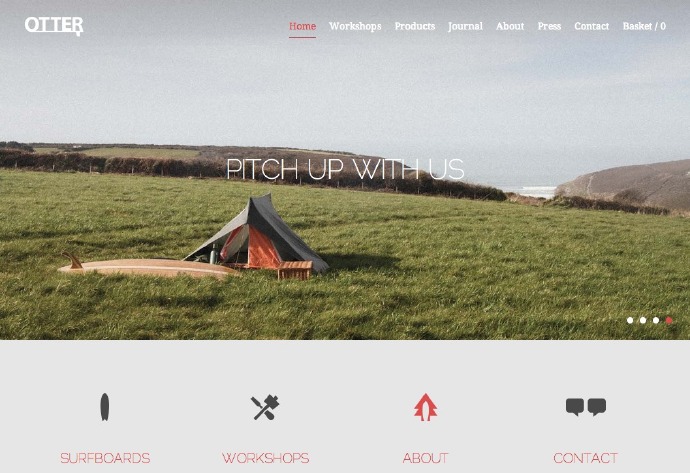 OTTER
Home Workshops Products Journal About Press Contact Basket / 0
PITCH UP WITH US
SURFBOARDS WORKSHOPS ABOUT CONTACT